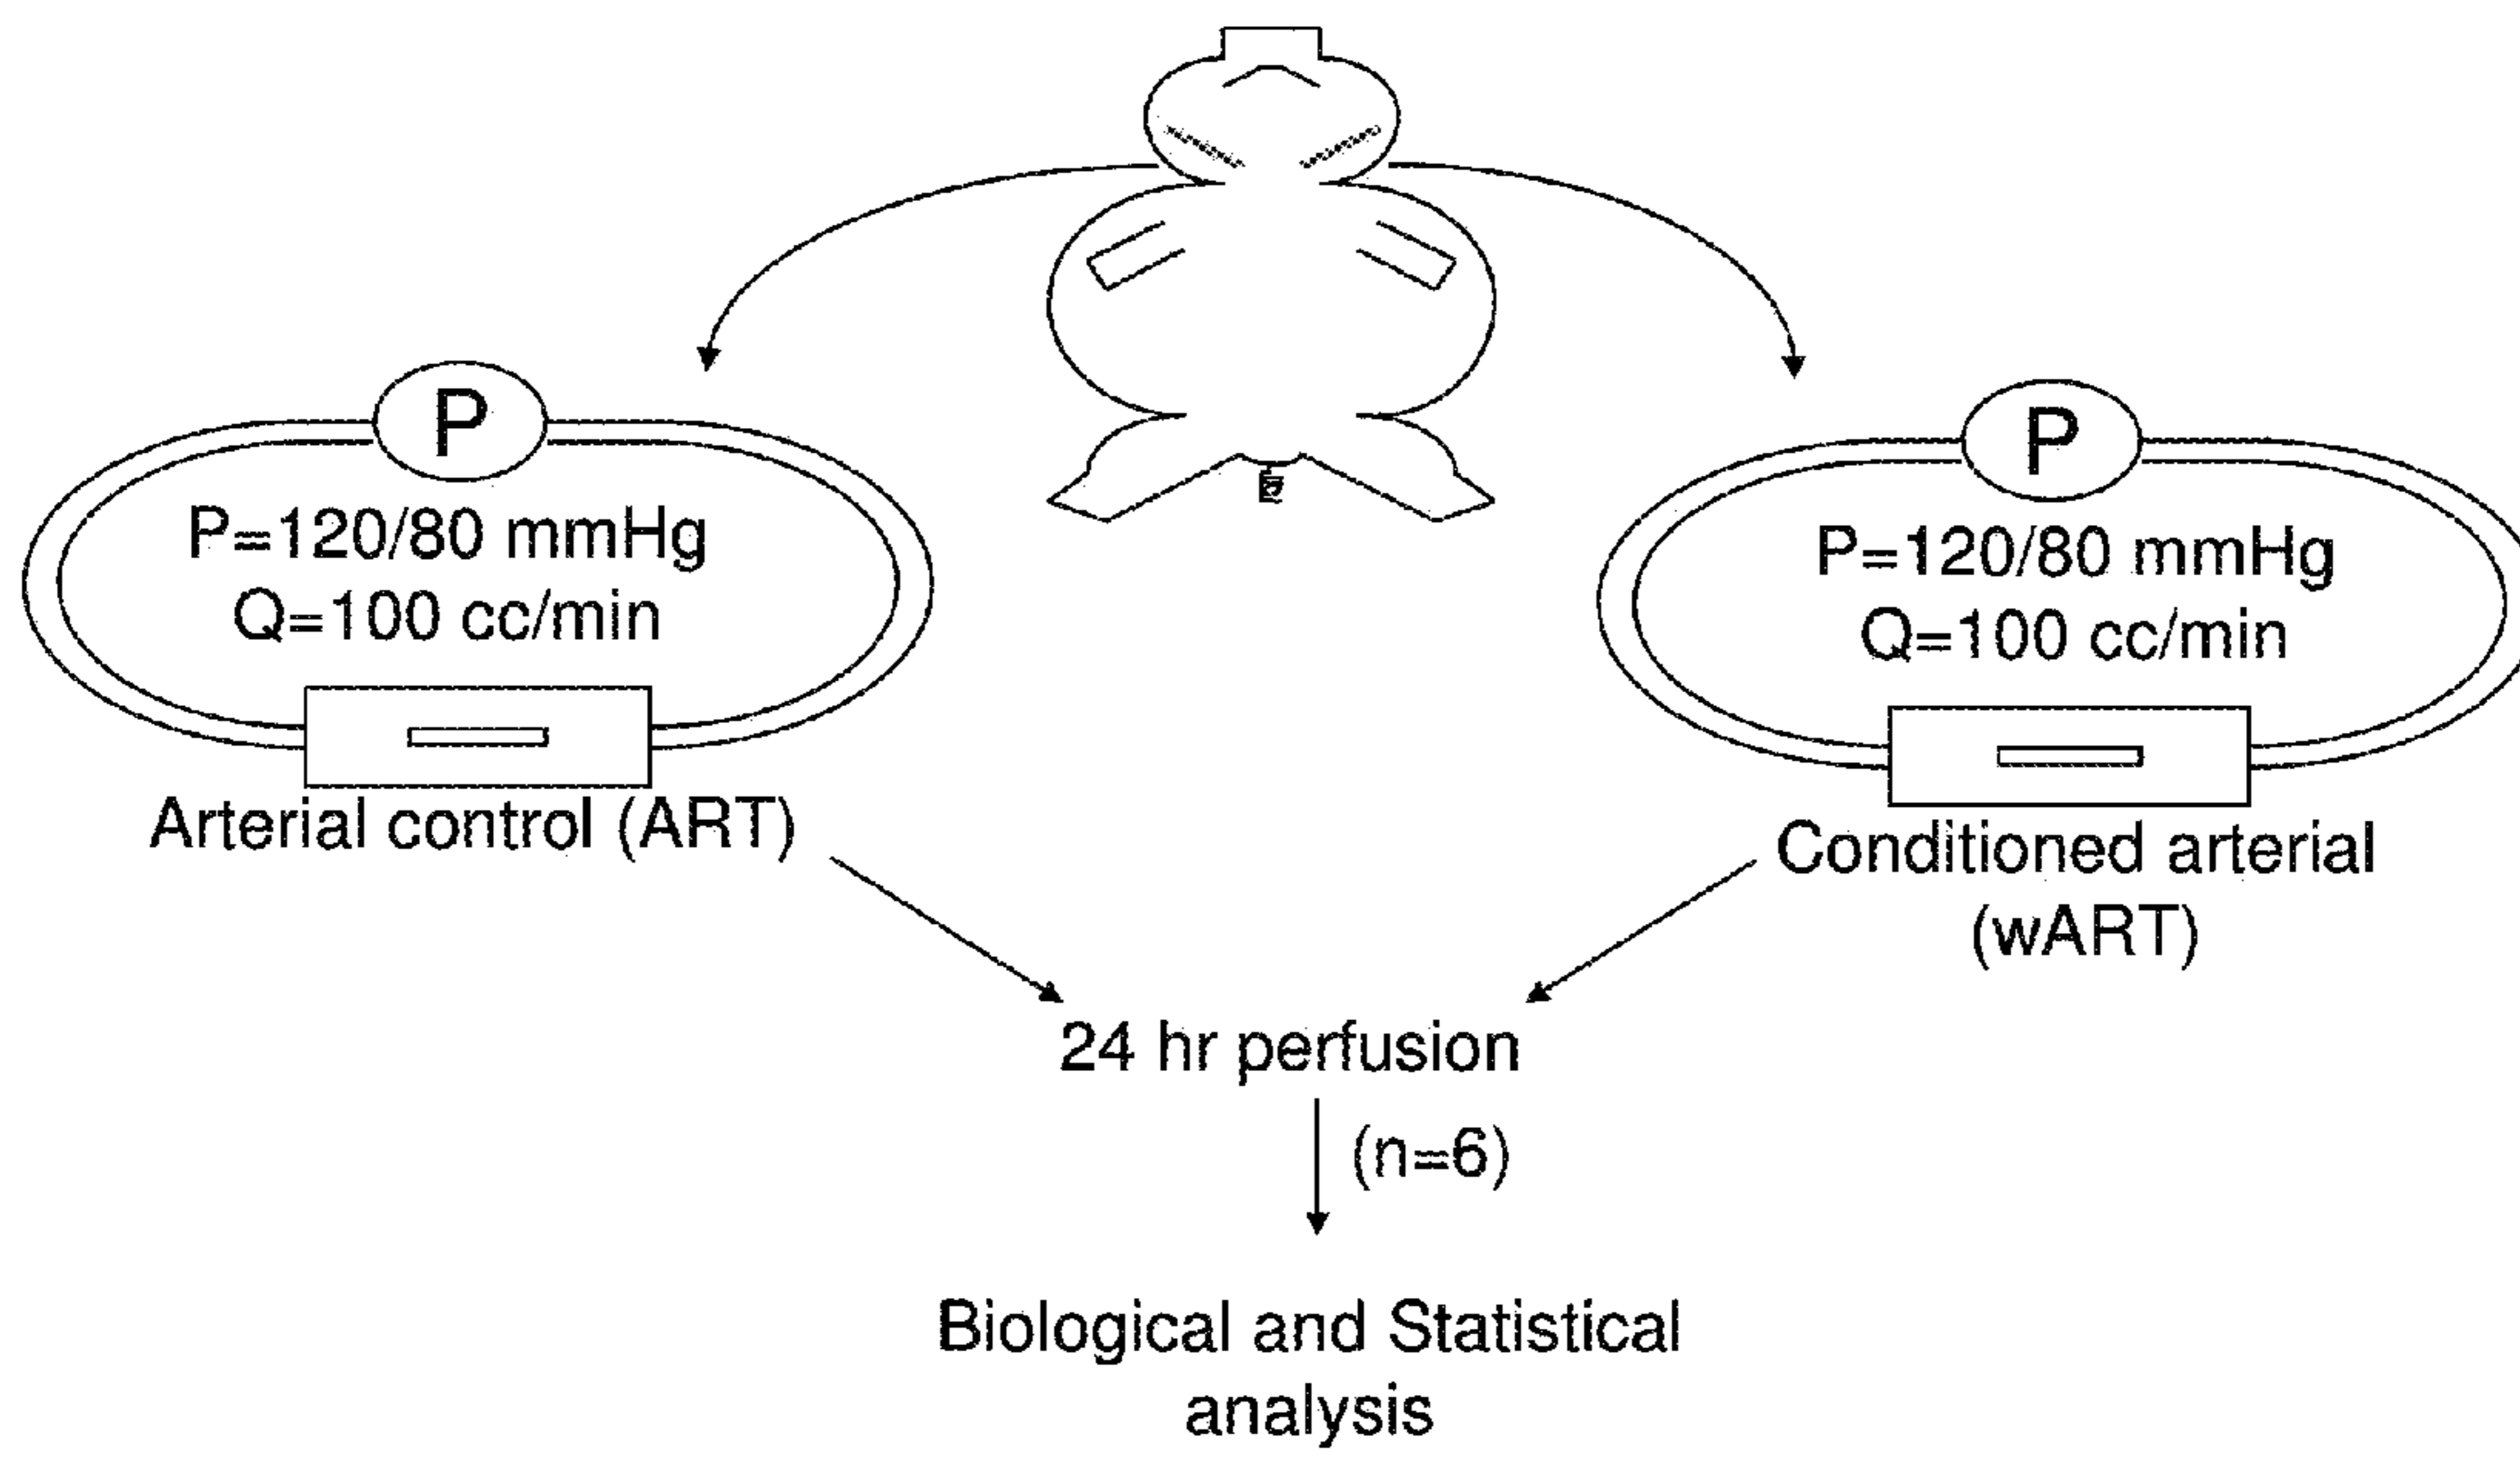 P
P=120/80 mmHg
Q=100 cc/min
Arterial control (ART)
P
P=120/80 mmHg
Q=100 cc/min
Conditioned arterial
(wART)
24 hr perfusion
(n=6)
Biological and Statistical
analysis